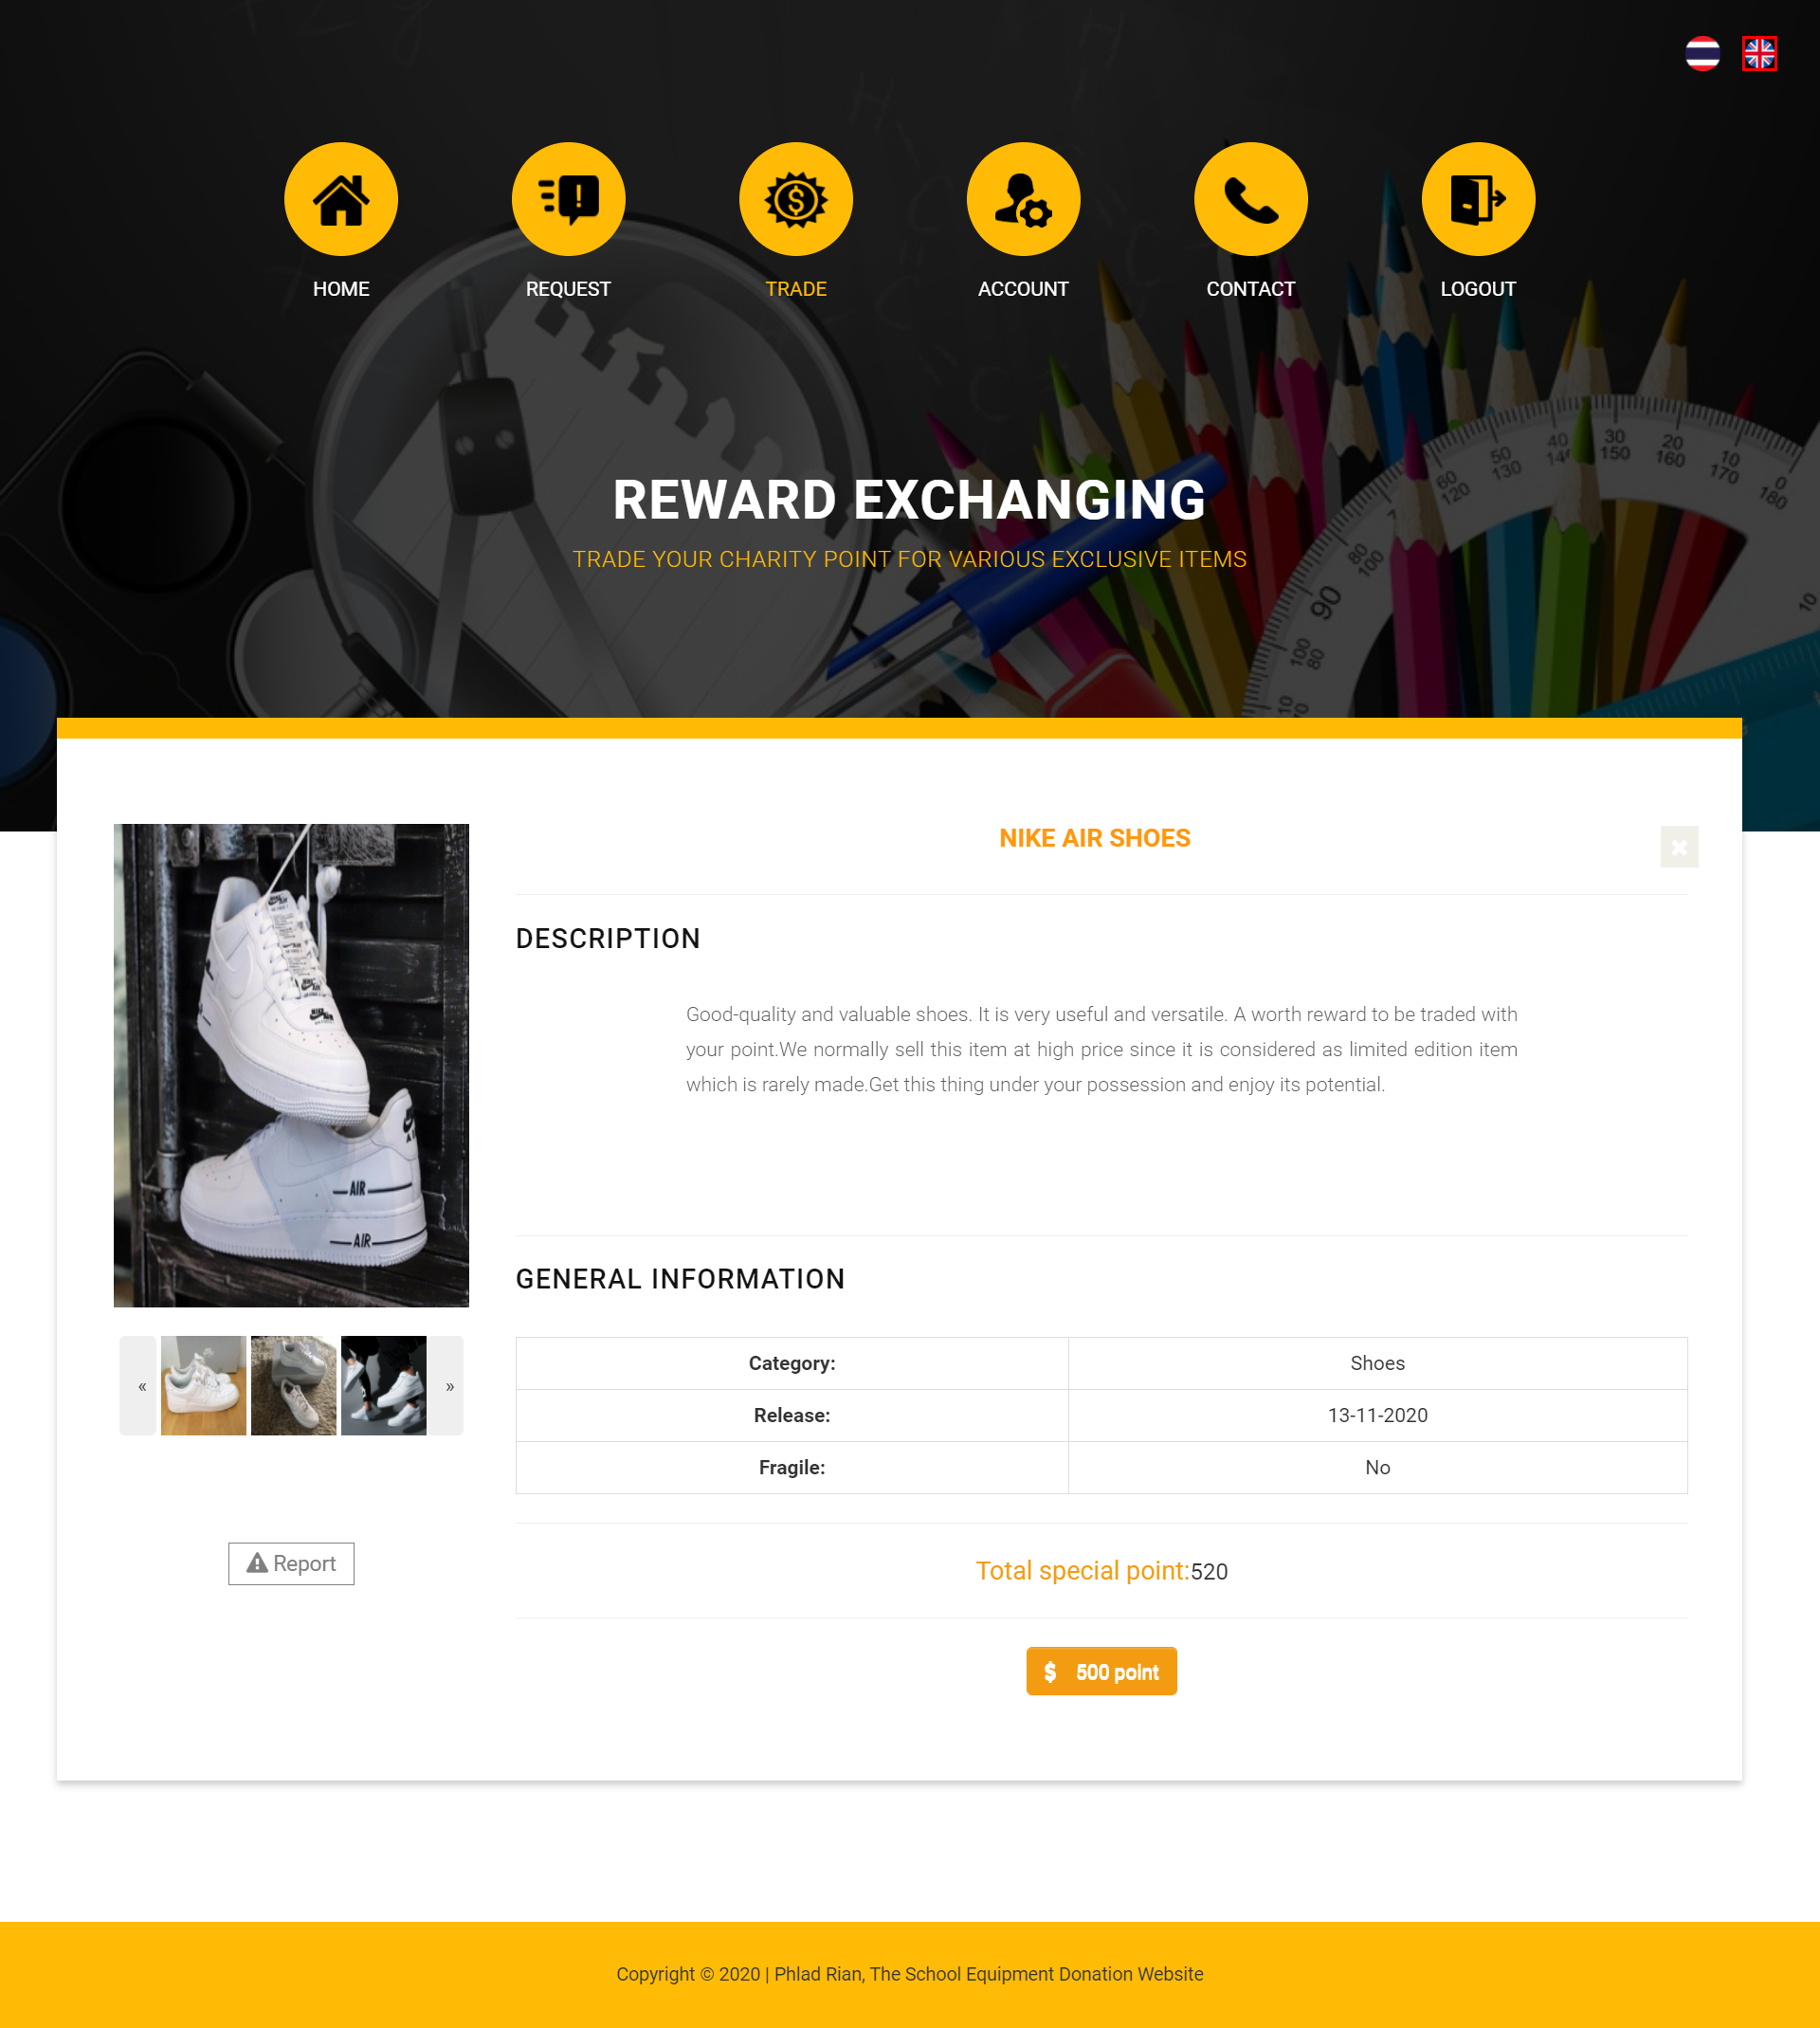 HOME
REQUEST
TRADE
ACCOUNT
CONTACT
LOGOUT
REWARD EXCHANGING
TRADE YOUR CHARITY POINT FOR VARIOUS EXCLUSIVE ITEMS
NIKE AIR SHOES
DESCRIPTION
Good-quality and valuable shoes. It is very useful and versatile. A worth reward to be traded with
your point.We normally sell this item at high price since it is considered as limited edition item
which is rarely made.Get this thing under your possession and enjoy its potential.
AIR
AIR
«
»
Report
GENERAL INFORMATION
Category: Shoes
Release: 13-11-2020
Fragile: No
Total special point:520
$ 500 point
Copyright © 2020 | Phlad Rian, The School Equipment Donation Website